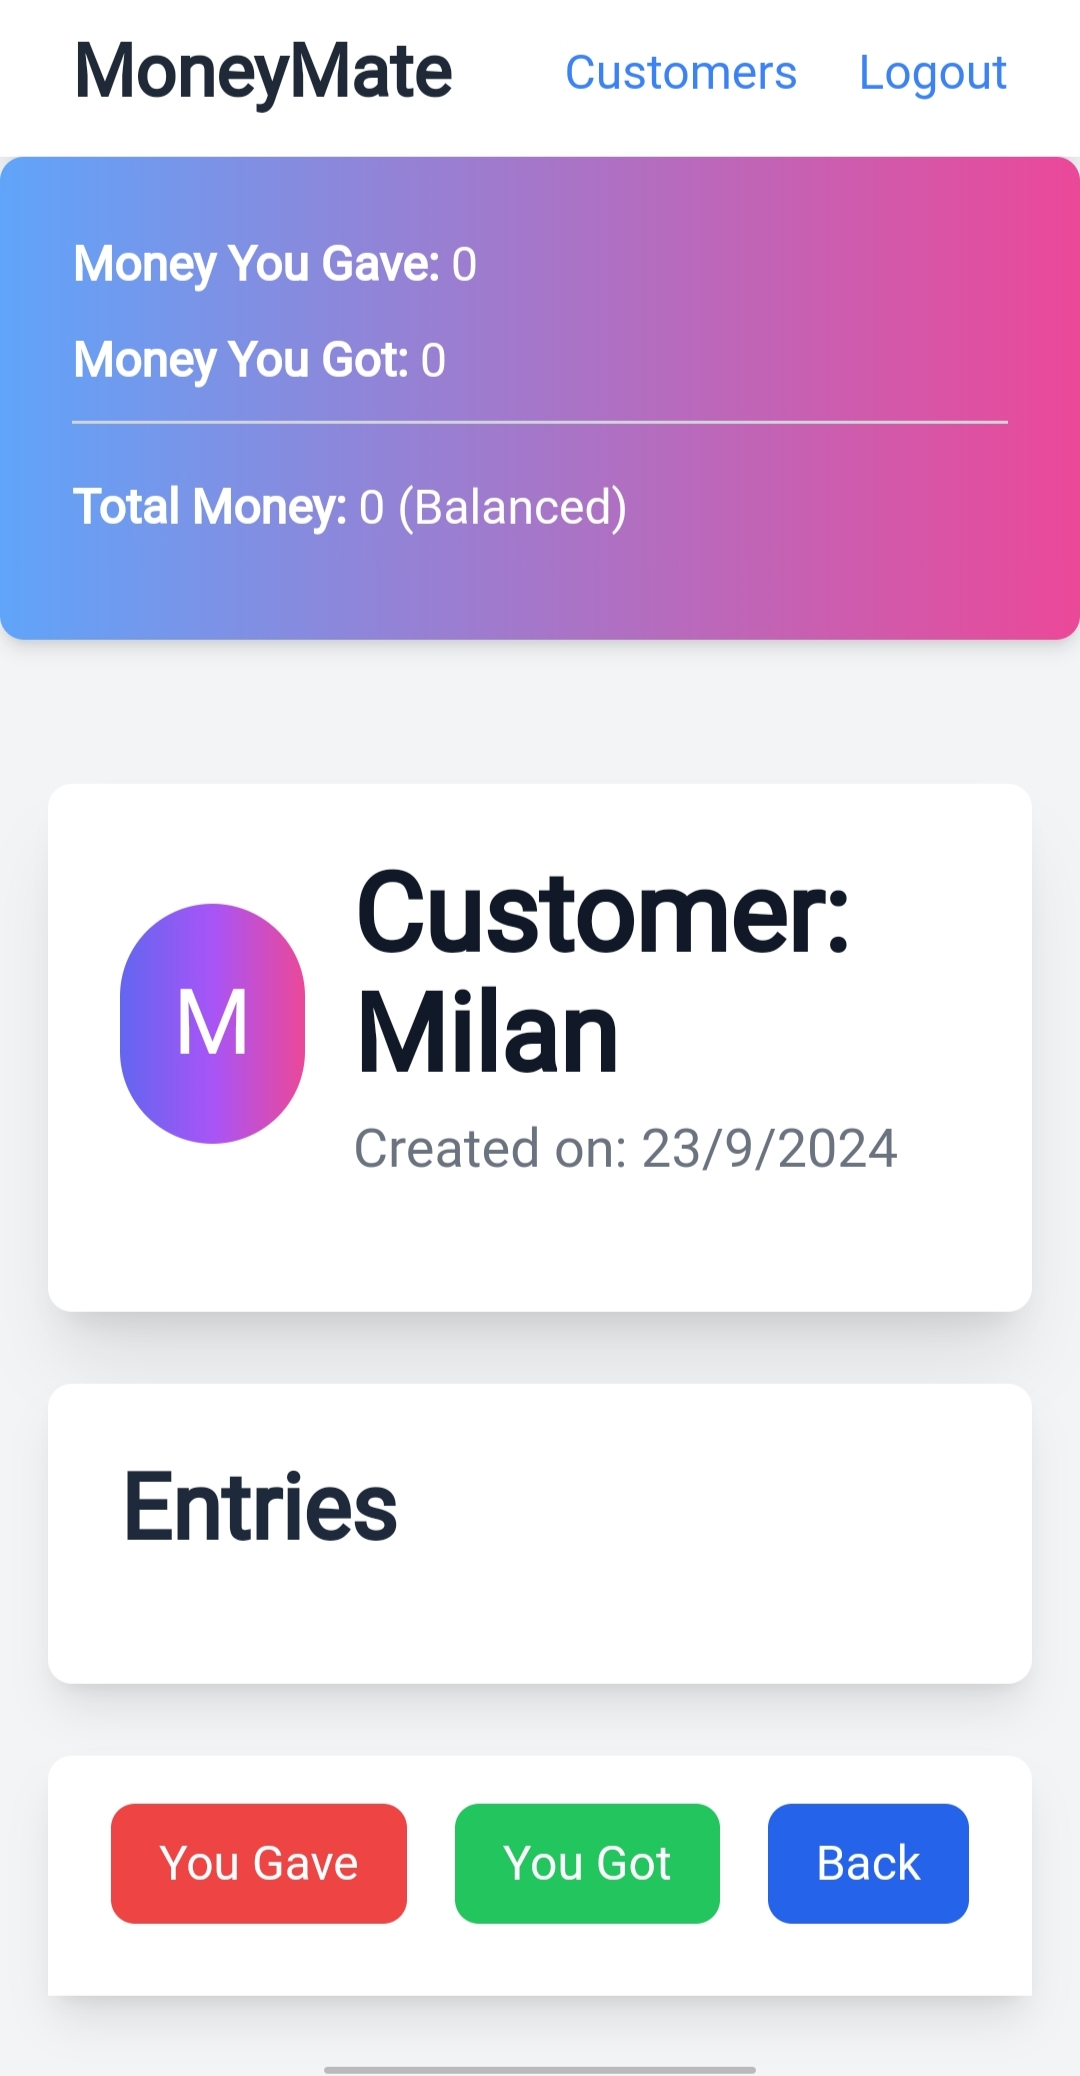 MoneyMate Customers Logout
Money You Gave: 0
Money You Got: 0
Total Money: 0 (Balanced)
M
Customer:
Milan
Created on: 23/9/2024
Entries
You Gave You Got Back